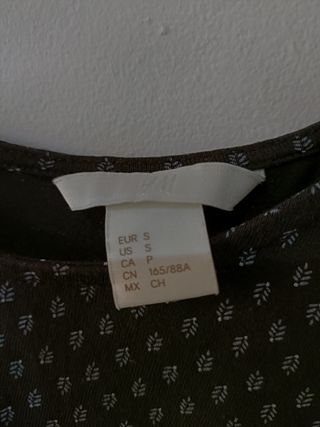 EUR S
US S
CA P
CN 165/88A
MX CH